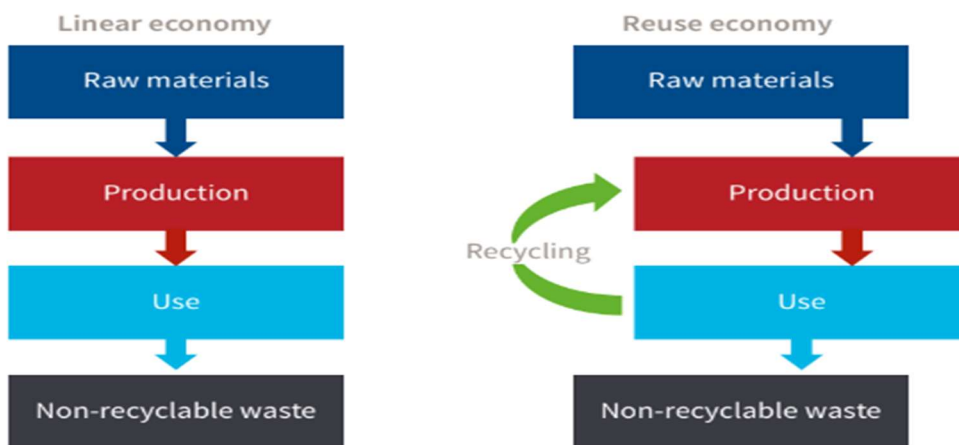 Linear economy
Raw materials
Production
Use
Non-recyclable waste
Reuse economy
Raw materials
Production
Recycling
Use
Non-recyclable waste